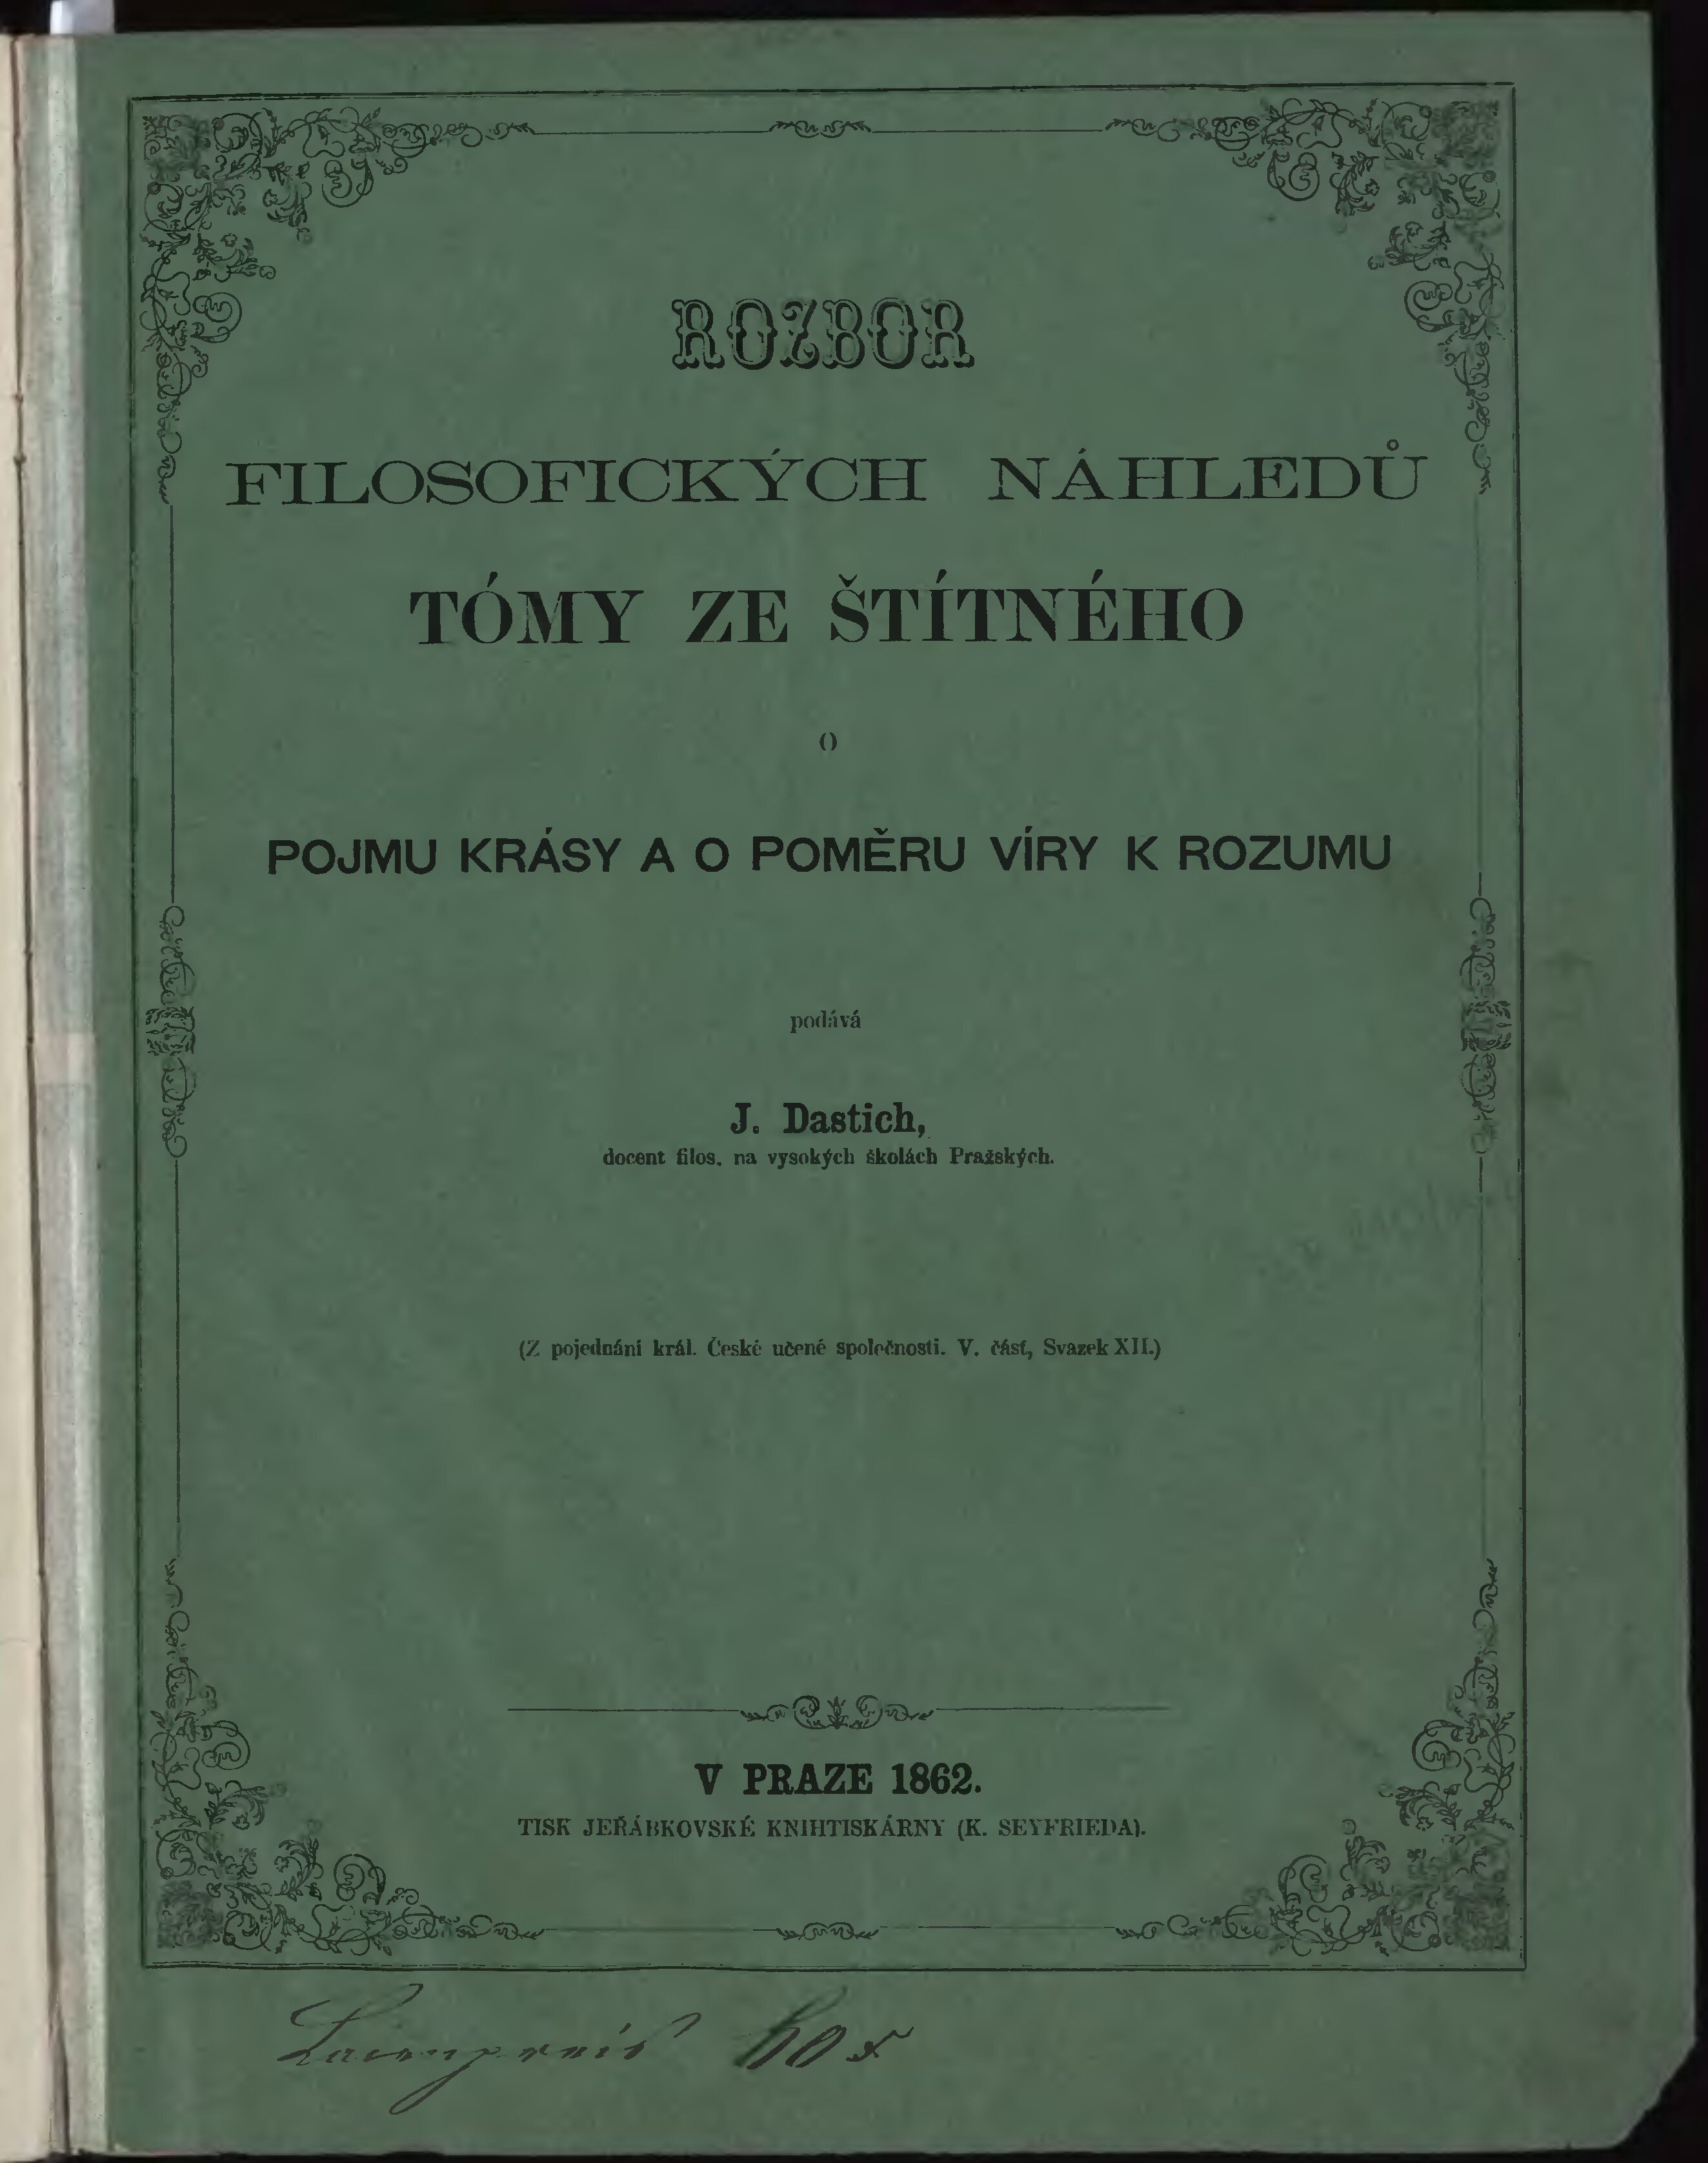 ROZBOR
FILOSOFICKÝCH NÁHLEDŮ
TÓMY ZE ŠTÍTNÉHO
O
POJMU KRÁSY A O POMĚRU VÍRY K ROZUMU
podává
J. Dastich,
docent filos. na vysokých školách Pražských.
(Z pojednání král. České učené společnosti. V. část, Svazek XII.)
V PRAZE 1862.
TISK JEŘÁBKOVSKÉ KNIHTISKÁRNY (K. SEYFRIEDA).